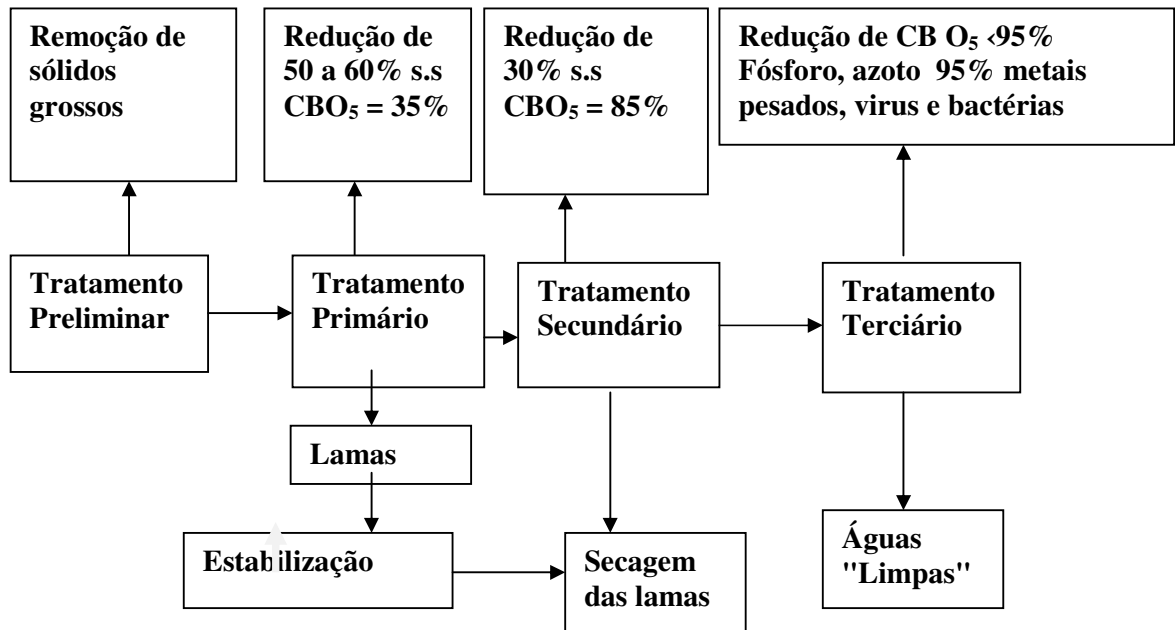 Remoção de
sólidos
grossos
Redução de
50 a 60% s.s
CBO₅ = 35%
Redução de
30% s.s
CBO₅ = 85%
Redução de CB O₅ <95%
Fósforo, azoto 95% metais
pesados, virus e bactérias
Tratamento
Preliminar
Tratamento
Primário
Tratamento
Secundário
Tratamento
Terciário
Lamas
Estabilização
Secagem
das lamas
Águas
"Limpas"